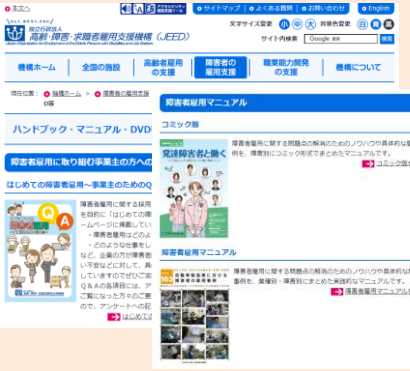 本文へ
サイトマップ よくある質問 お問い合わせ English
独立行政法人
高齢・障害・求職者雇用支援機構 (JEED)
文字サイズ変更 小 中 大 背景色変更 白 青 黒
サイト内検索 Google 検索
機構ホーム 全国の施設 高齢者雇用の支援 障害者の雇用支援 職業能力開発の支援 機構について
現在位置: 機構ホーム > 障害者の雇用支援
D等
ハンドブック・マニュアル・DVD
障害者雇用に取り組む事業主の方への
はじめての障害者雇用～事業主のためのQ
Q
A
障害者雇用に関する採用
を目的に「はじめての障
ームページに掲載してい
・障害者雇用はどのよ
・どのような仕事をし
など、企業の方が障害者
い不安などに対して、具
していますのでぜひご活
Q&Aの各項目には、ア
ご覧になった方々のご意
ので、アンケートへの記
はじめての
障害者雇用マニュアル
コミック版
発達障害者と働く
障害者雇用に関する問題点の解消のためのノウハウや具体的な雇
例を、障害別にコミック形式でまとめたマニュアルです。
コミック版
障害者雇用マニュアル
障害者雇用に関する問題点の解消のためのノウハウや具体的な
事例を、業種別・障害別にまとめた実践的なマニュアルです。
障害者雇用マニュアル